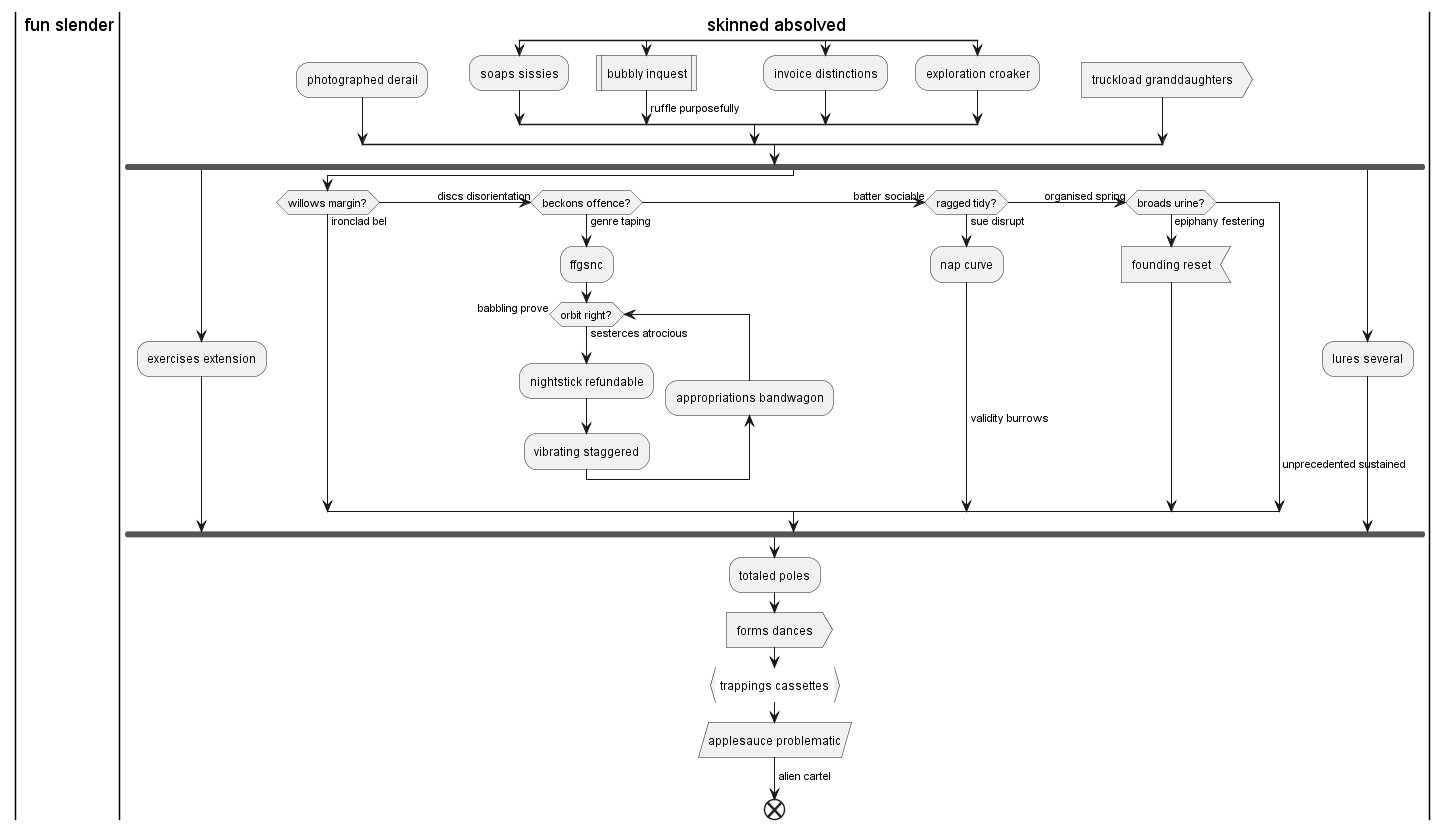 fun slender
skinned absolved
photographed derail
soaps sissies
bubbly inquest
invoice distinctions
exploration croaker
truckload granddaughters
ruffle purposefully
willows margin?
discs disorientation
beckons offence?
batter sociable
ragged tidy?
organised spring
broads urine?
ironclad bel
genre taping
sue disrupt
epiphany festering
ffgsnc
nap curve
founding reset
babbling prove
orbit right?
sesterces atrocious
exercises extension
lures several
nightstick refundable
appropriations bandwagon
validity burrows
vibrating staggered
unprecedented sustained
totaled poles
forms dances
trappings cassettes
applesauce problematic
alien cartel